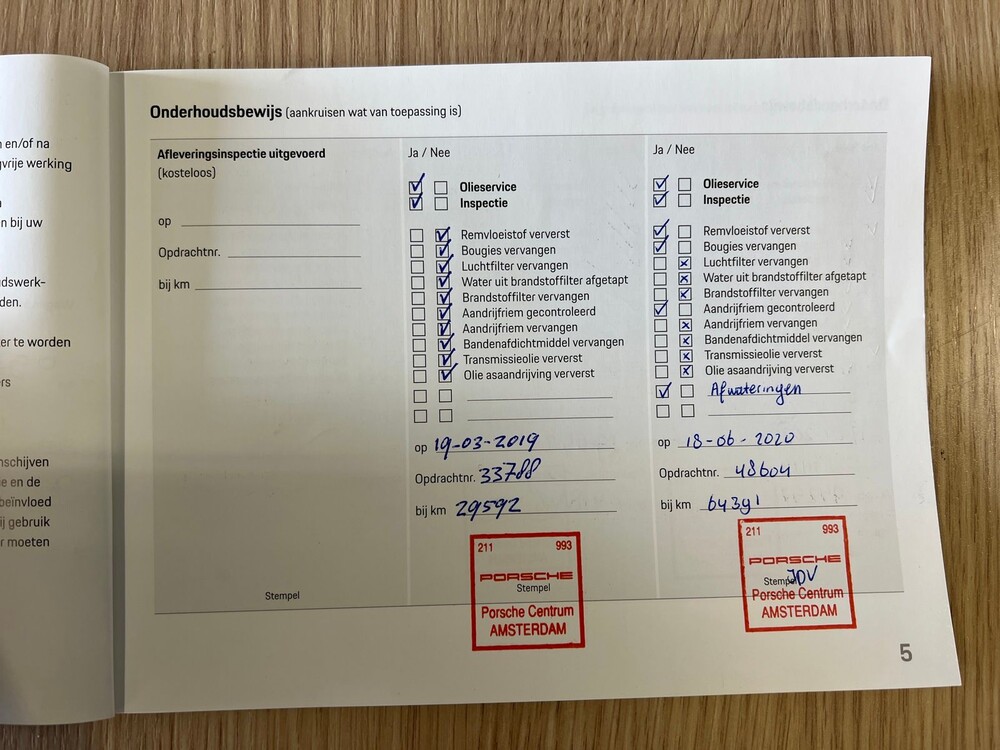 en/of na
vrije werking
n bij uw
dswerk-
den.
er te worden
rs
nschijven
e en de
beïnvloed
ij gebruik
r moeten
Onderhoudsbewijs (aankruisen wat van toepassing is)
Afleveringsinspectie uitgevoerd
(kosteloos)
op
Opdrachtnr.
bij km
Stempel
Ja / Nee
Olieservice
Inspectie
Remvloeistof ververst
Bougies vervangen
Luchtfilter vervangen
Water uit brandstoffilter afgetapt
Brandstoffilter vervangen
Aandrijfriem gecontroleerd
Aandrijfriem vervangen
Bandenafdichtmiddel vervangen
Transmissieolie ververst
Olie asaandrijving ververst
op 19-03-2019
Opdrachtnr. 33788
bij km 29592
211 993
PORSCHE
Stempel
Porsche Centrum
AMSTERDAM
Ja / Nee
Olieservice
Inspectie
Remvloeistof ververst
Bougies vervangen
Luchtfilter vervangen
Water uit brandstoffilter afgetapt
Brandstoffilter vervangen
Aandrijfriem gecontroleerd
Aandrijfriem vervangen
Bandenafdichtmiddel vervangen
Transmissieolie ververst
Olie asaandrijving ververst
Afwateringen
op 18-06-2020
Opdrachtnr. 48604
bij km 64391
211 993
PORSCHE
Stempel JDV
Porsche Centrum
AMSTERDAM
5